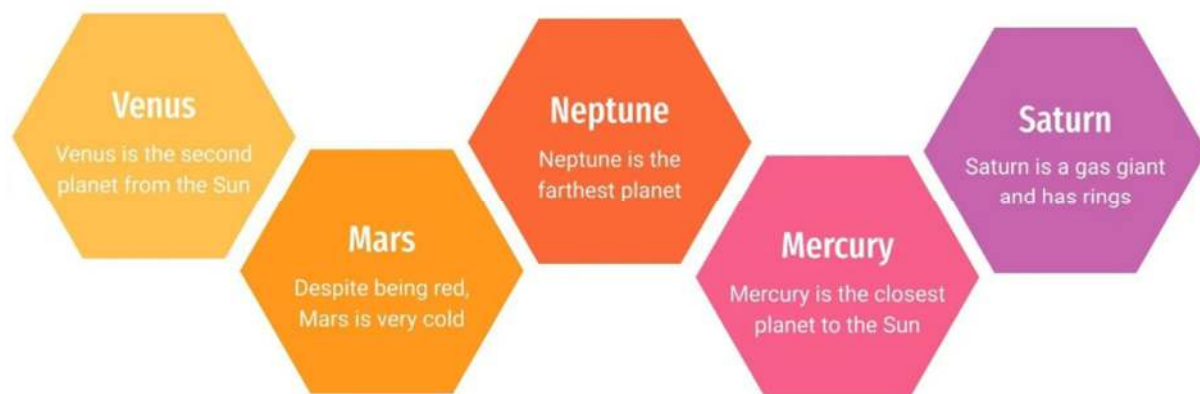 Venus
Venus is the second
planet from the Sun
Mars
Despite being red,
Mars is very cold
Neptune
Neptune is the
farthest planet
Mercury
Mercury is the closest
planet to the Sun
Saturn
Saturn is a gas giant
and has rings